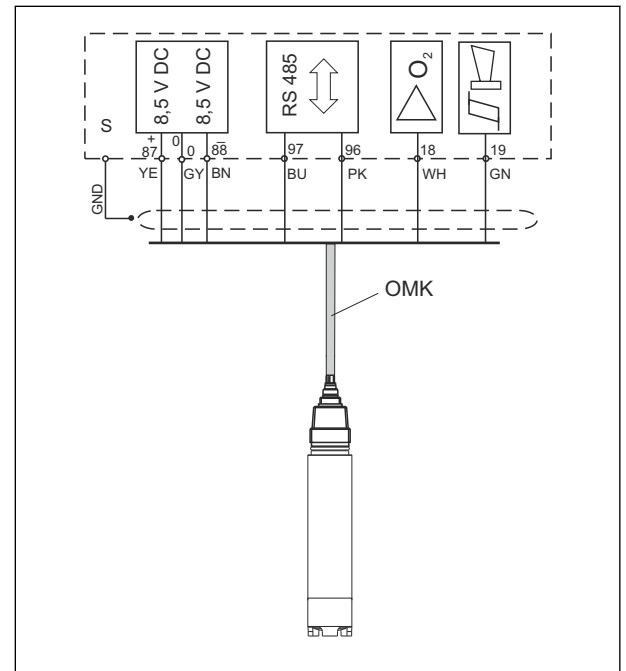 8,5 V DC
8,5 V DC
RS 485
O2
S
+
87
0
0
−
88
97
96
18
19
YE
GY
BN
BU
PK
WH
GN
GND
OMK